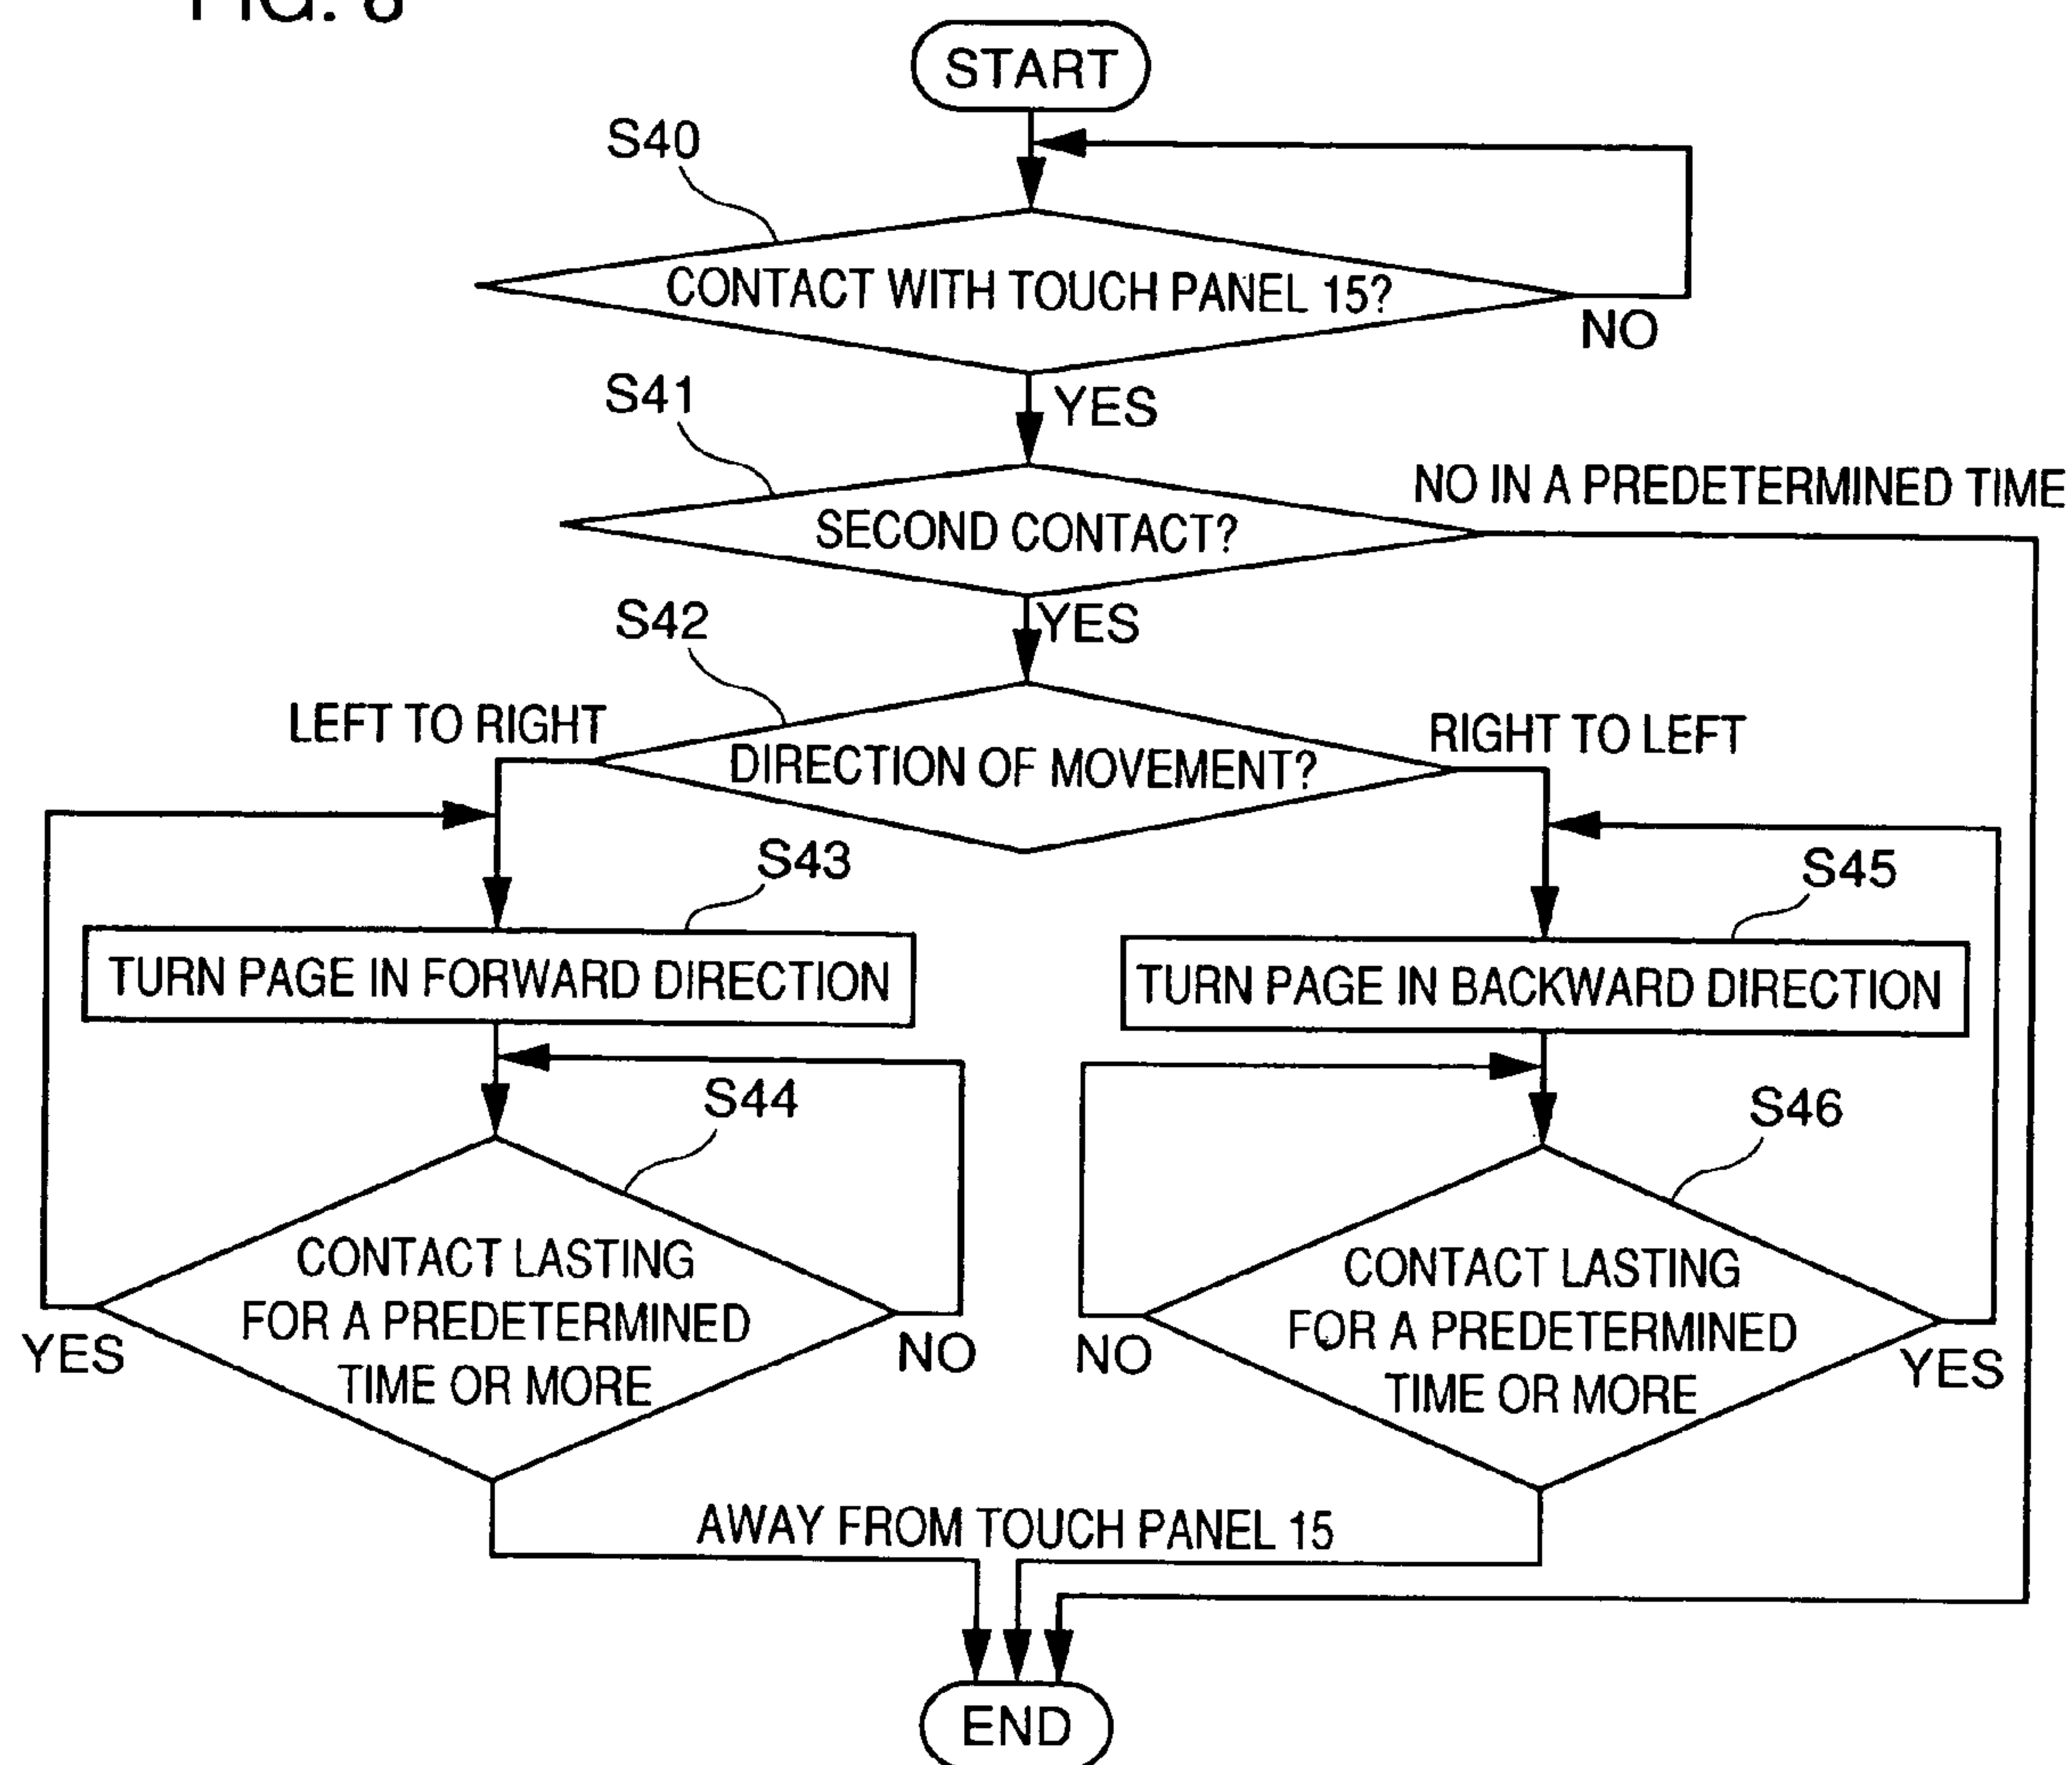 START
S40
CONTACT WITH TOUCH PANEL 15?
NO
YES
S41
NO IN A PREDETERMINED TIME
SECOND CONTACT?
YES
S42
LEFT TO RIGHT
RIGHT TO LEFT
DIRECTION OF MOVEMENT?
S43
S45
TURN PAGE IN FORWARD DIRECTION
TURN PAGE IN BACKWARD DIRECTION
S44
S46
CONTACT LASTING
FOR A PREDETERMINED
TIME OR MORE
YES
NO
CONTACT LASTING
FOR A PREDETERMINED
TIME OR MORE
NO
YES
AWAY FROM TOUCH PANEL 15
END